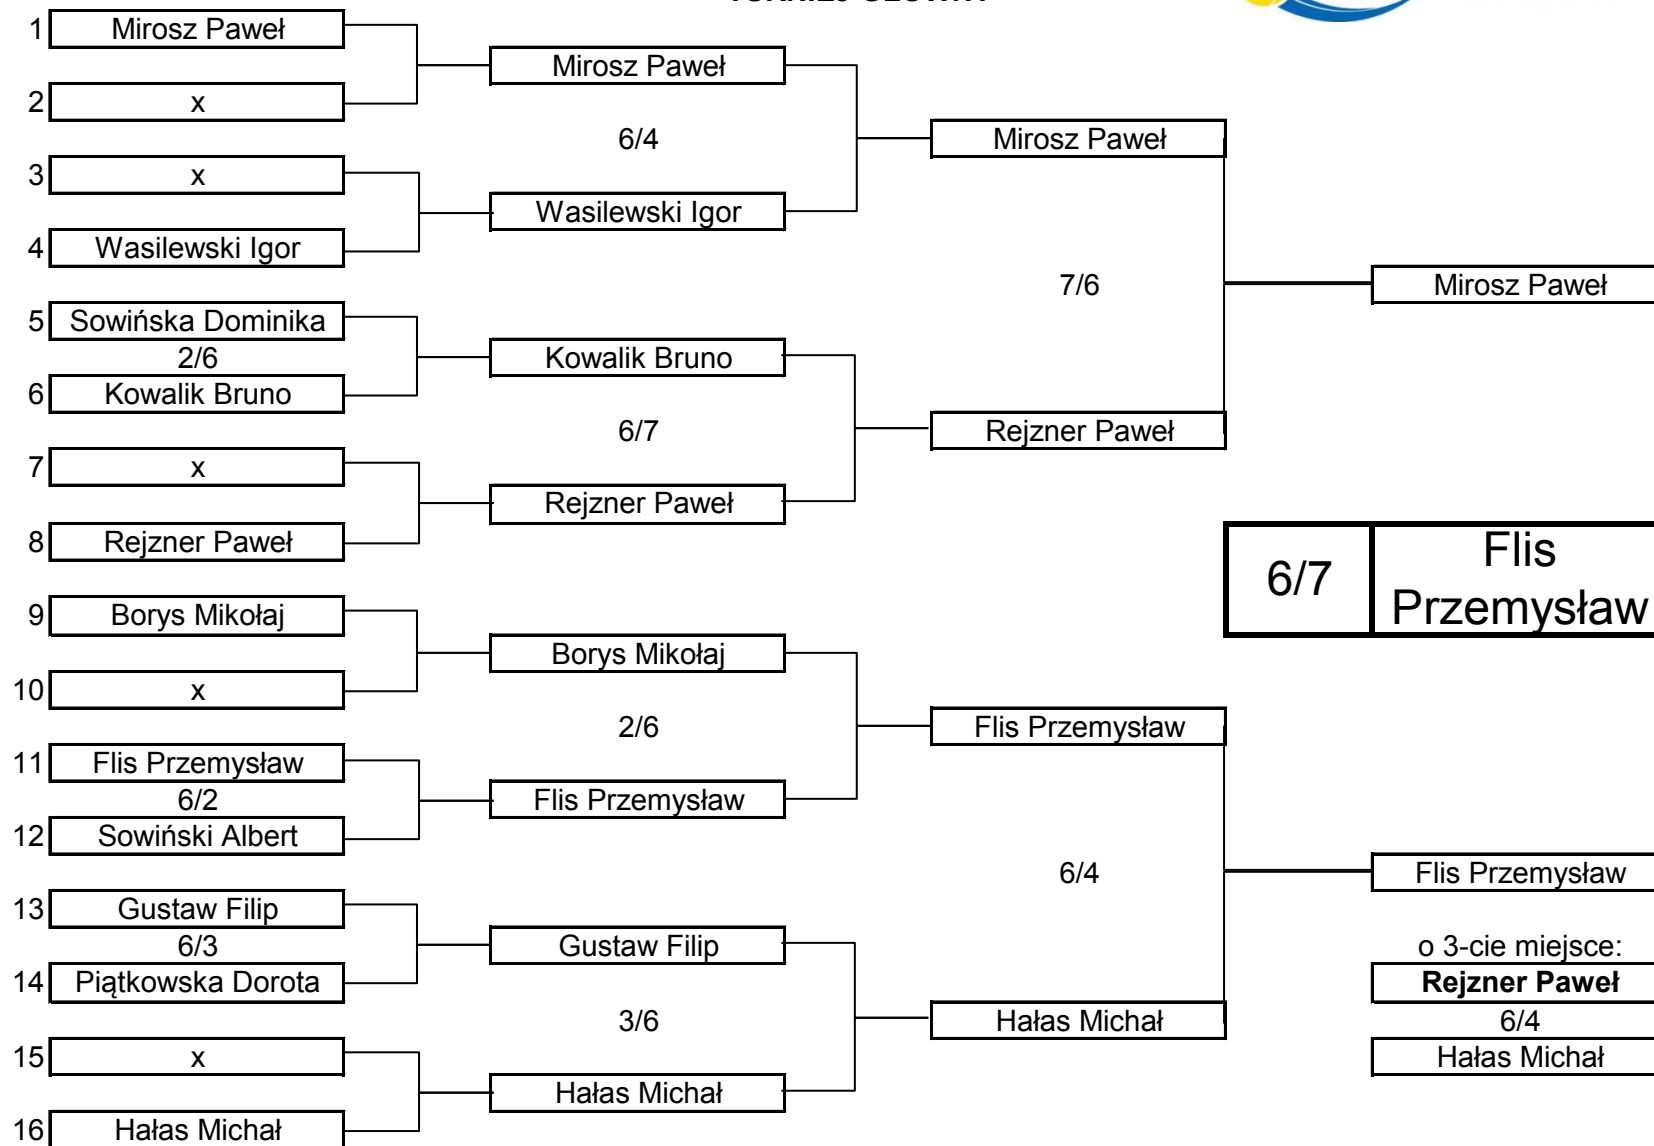 TURNIEJ GŁÓWNY
1 Mirosz Paweł
2 x
3 x
4 Wasilewski Igor
5 Sowińska Dominika
2/6
6 Kowalik Bruno
7 x
8 Rejzner Paweł
9 Borys Mikołaj
10 x
11 Flis Przemysław
6/2
12 Sowiński Albert
13 Gustaw Filip
6/3
14 Piątkowska Dorota
15 x
16 Hałas Michał
Mirosz Paweł
6/4
Wasilewski Igor
Kowalik Bruno
6/7
Rejzner Paweł
Borys Mikołaj
2/6
Flis Przemysław
Gustaw Filip
3/6
Hałas Michał
Mirosz Paweł
7/6
Rejzner Paweł
Flis Przemysław
6/4
Hałas Michał
Mirosz Paweł
6/7
Flis
Przemysław
Flis Przemysław
o 3-cie miejsce:
Rejzner Paweł
6/4
Hałas Michał